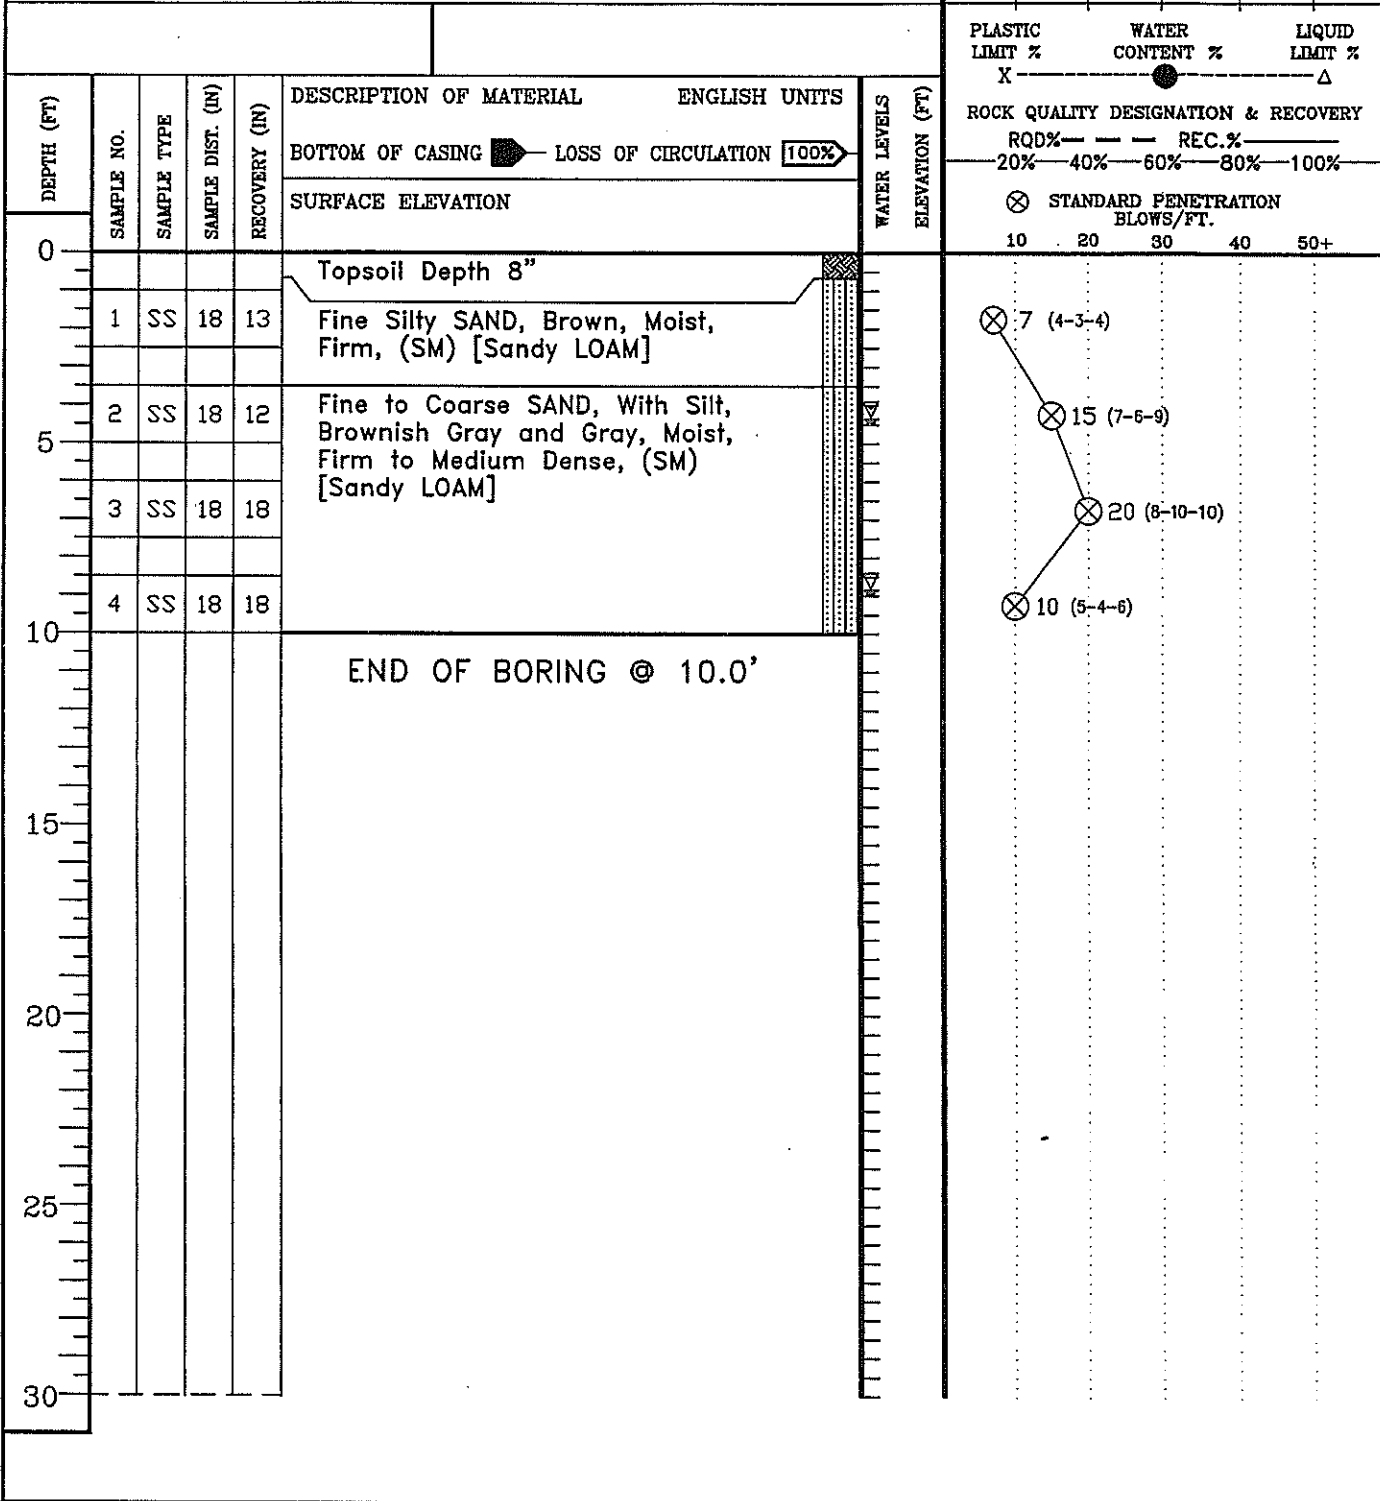 PLASTIC WATER LIQUID
LIMIT % CONTENT % LIMIT %
X Δ
DEPTH (FT)
SAMPLE NO.
SAMPLE TYPE
SAMPLE DIST. (IN)
RECOVERY (IN)
DESCRIPTION OF MATERIAL ENGLISH UNITS
BOTTOM OF CASING LOSS OF CIRCULATION 100%
SURFACE ELEVATION
WATER LEVELS
ELEVATION (FT)
ROCK QUALITY DESIGNATION & RECOVERY
RQD% REC.%
20% 40% 60% 80% 100%
STANDARD PENETRATION
BLOWS/FT.
10 20 30 40 50+
0
Topsoil Depth 8"
1 SS 18 13 Fine Silty SAND, Brown, Moist, 7 (4-3-4)
Firm, (SM) [Sandy LOAM]
2 SS 18 12 Fine to Coarse SAND, With Silt, 15 (7-6-9)
5 Brownish Gray and Gray, Moist,
Firm to Medium Dense, (SM)
[Sandy LOAM]
3 SS 18 18 20 (8-10-10)
4 SS 18 18 10 (5-4-6)
10
END OF BORING @ 10.0'
15
20
25
30